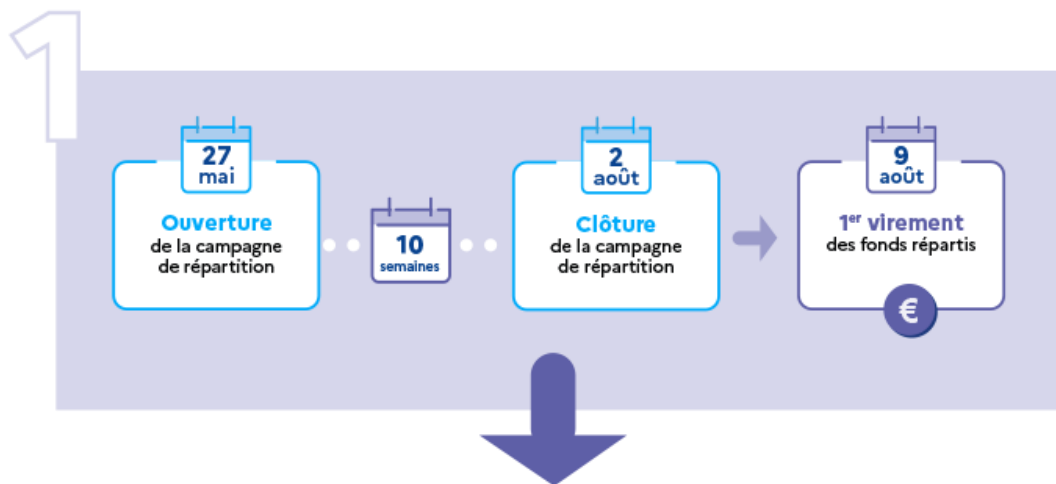 1
27
mai
Ouverture
de la campagne
de répartition
10
semaines
2
août
Clôture
de la campagne
de répartition
9
août
1er virement
des fonds répartis
€